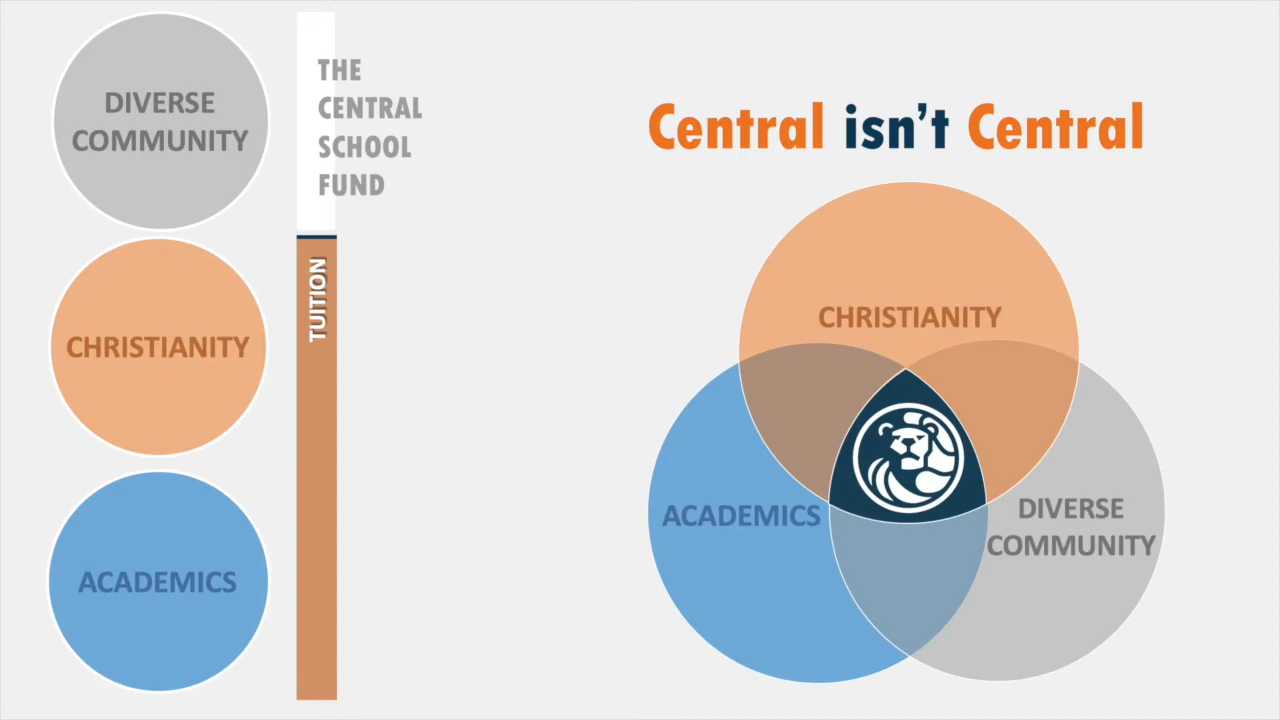 DIVERSE
COMMUNITY
CHRISTIANITY
ACADEMICS
THE
CENTRAL
SCHOOL
FUND
TUITION
Central isn't Central
CHRISTIANITY
ACADEMICS
DIVERSE
COMMUNITY